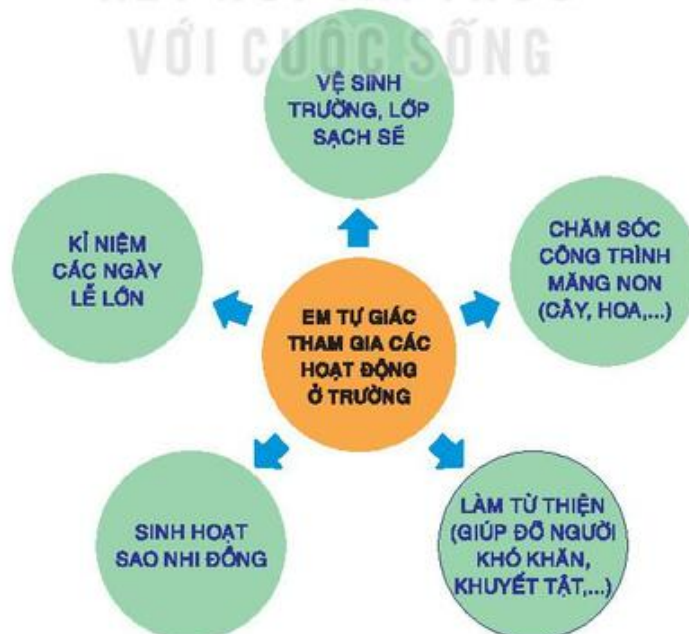 VỚI CUỘC SỐNG
VỆ SINH
TRƯỜNG, LỚP
SẠCH SẼ
KỈ NIỆM
CÁC NGÀY
LỄ LỚN
CHĂM SÓC
CÔNG TRÌNH
MĂNG NON
(CÂY, HOA,...)
EM TỰ GIÁC
THAM GIA CÁC
HOẠT ĐỘNG
Ở TRƯỜNG
SINH HOẠT
SAO NHI ĐỒNG
LÀM TỪ THIỆN
(GIÚP ĐỠ NGƯỜI
KHÓ KHĂN,
KHUYẾT TẬT,...)